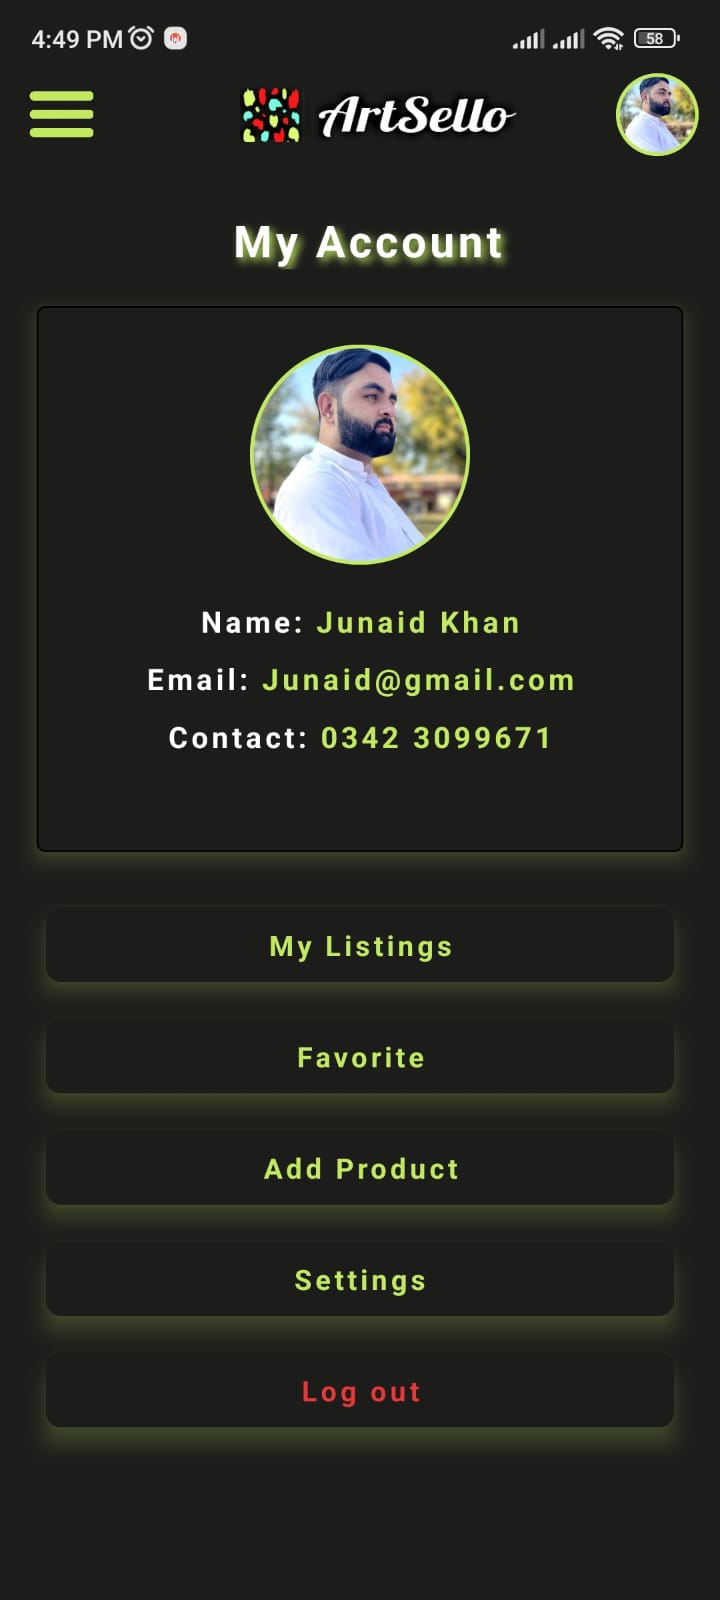 4:49 PM
58
ArtSello
My Account
Name: Junaid Khan
Email: Junaid@gmail.com
Contact: 0342 3099671
My Listings
Favorite
Add Product
Settings
Log out